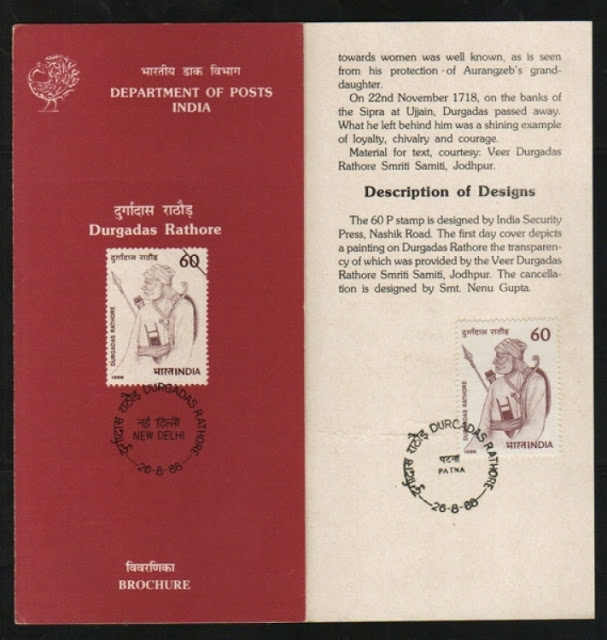 भारतीय डाक विभाग
DEPARTMENT OF POSTS
INDIA
दुर्गादास राठौड़
Durgadas Rathore
दुर्गादास राठौड़ 60
DURGADAS RATHORE
1988 भारत INDIA
दुर्गादास राठौड़ DURGADAS RATHORE
नई दिल्ली
NEW DELHI
26-8-88
विवरणिका
BROCHURE
towards women was well known, as is seen
from his protection of Aurangzeb's grand-
daughter.
On 22nd November 1718, on the banks of
the Sipra at Ujjain, Durgadas passed away.
What he left behind him was a shining example
of loyalty, chivalry and courage.
Material for text, courtesy: Veer Durgadas
Rathore Smriti Samiti, Jodhpur.
Description of Designs
The 60 P stamp is designed by India Security
Press, Nashik Road. The first day cover depicts
a painting on Durgadas Rathore the transparen-
cy of which was provided by the Veer Durgadas
Rathore Smriti Samiti, Jodhpur. The cancella-
tion is designed by Smt. Nenu Gupta.
दुर्गादास राठौड़ 60
DURGADAS RATHORE
1988 भारत INDIA
दुर्गादास राठौड़ DURGADAS RATHORE
पटना
PATNA
26-8-88